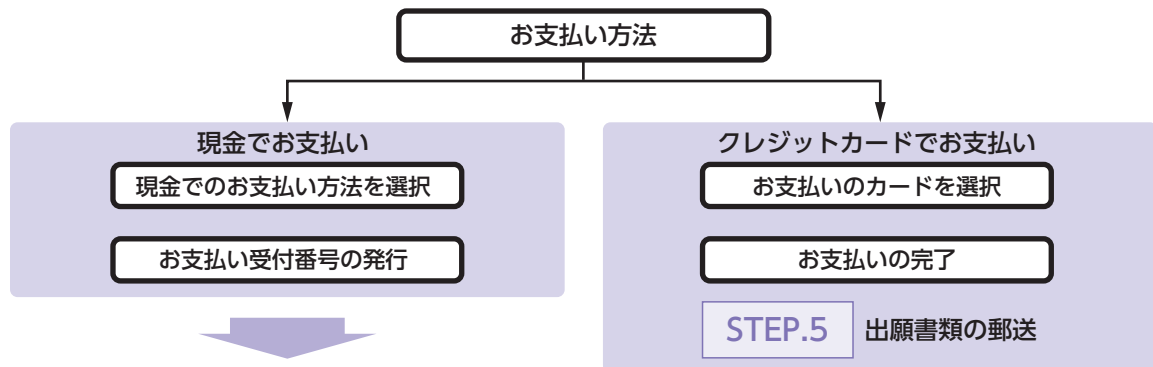 お支払い方法
現金でお支払い
現金でのお支払い方法を選択
お支払い受付番号の発行
クレジットカードでお支払い
お支払いのカードを選択
お支払いの完了
STEP.5 出願書類の郵送